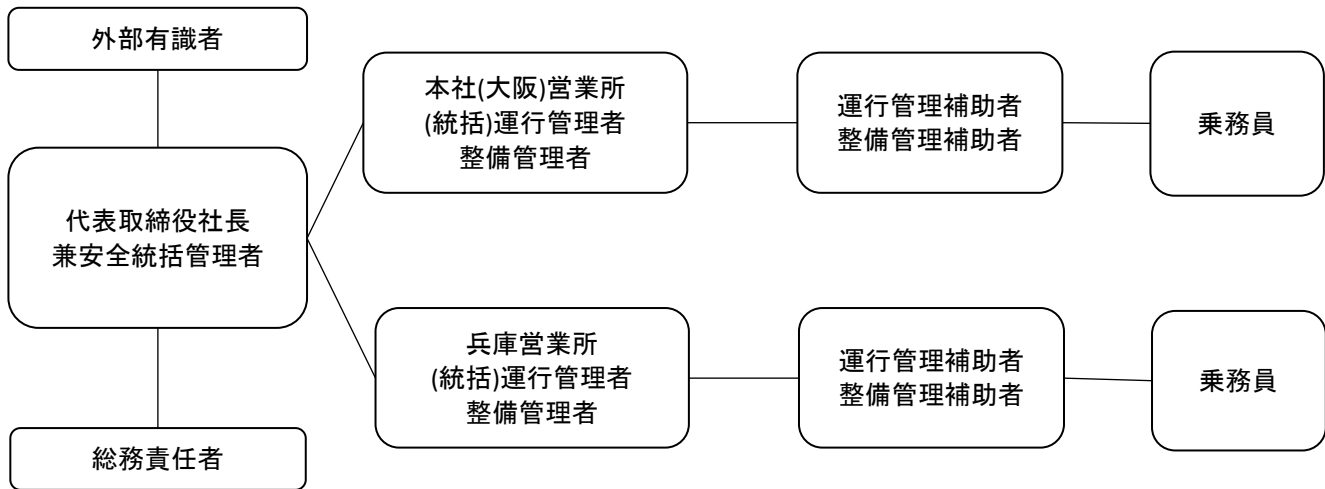 外部有識者
代表取締役社長
兼安全統括管理者
総務責任者
本社(大阪)営業所
(統括)運行管理者
整備管理者
運行管理補助者
整備管理補助者
乗務員
兵庫営業所
(統括)運行管理者
整備管理者
運行管理補助者
整備管理補助者
乗務員